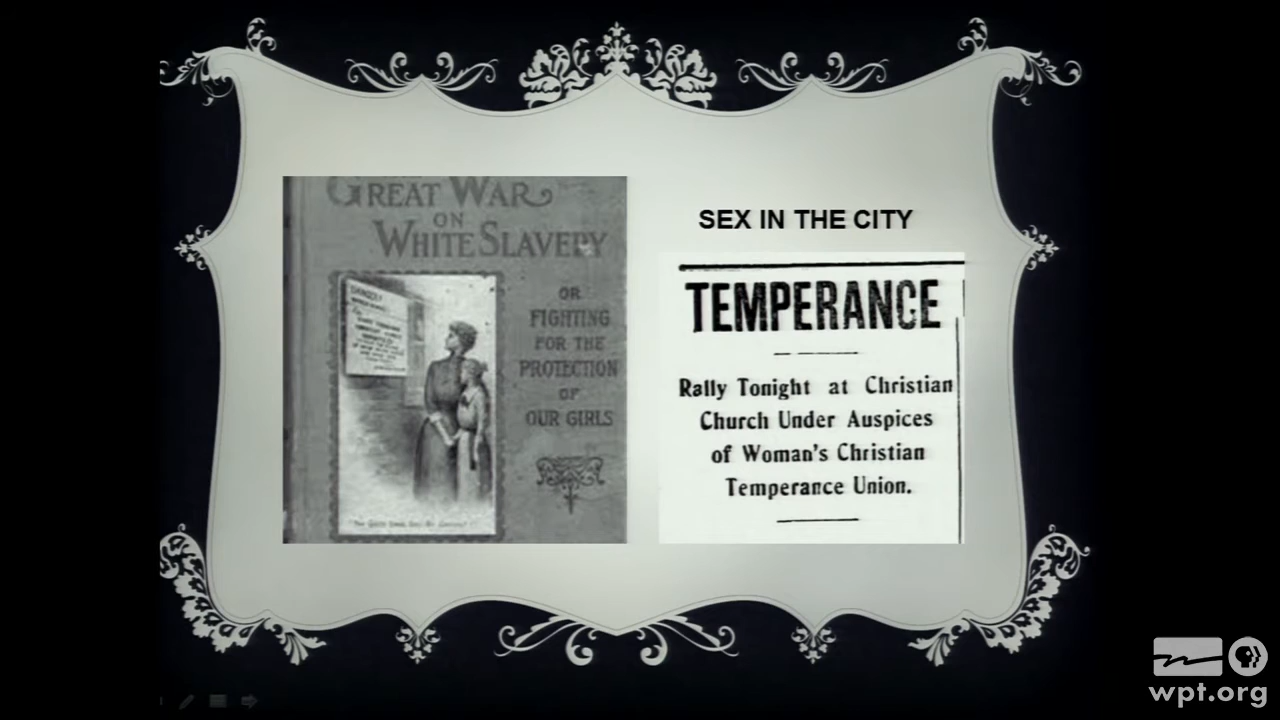 GREAT WAR
ON
WHITE SLAVERY
OR
FIGHTING
FOR THE
PROTECTION
OF
OUR GIRLS
DANGER!
SEX IN THE CITY
TEMPERANCE
Rally Tonight at Christian
Church Under Auspices
of Woman's Christian
Temperance Union.
wpt.org